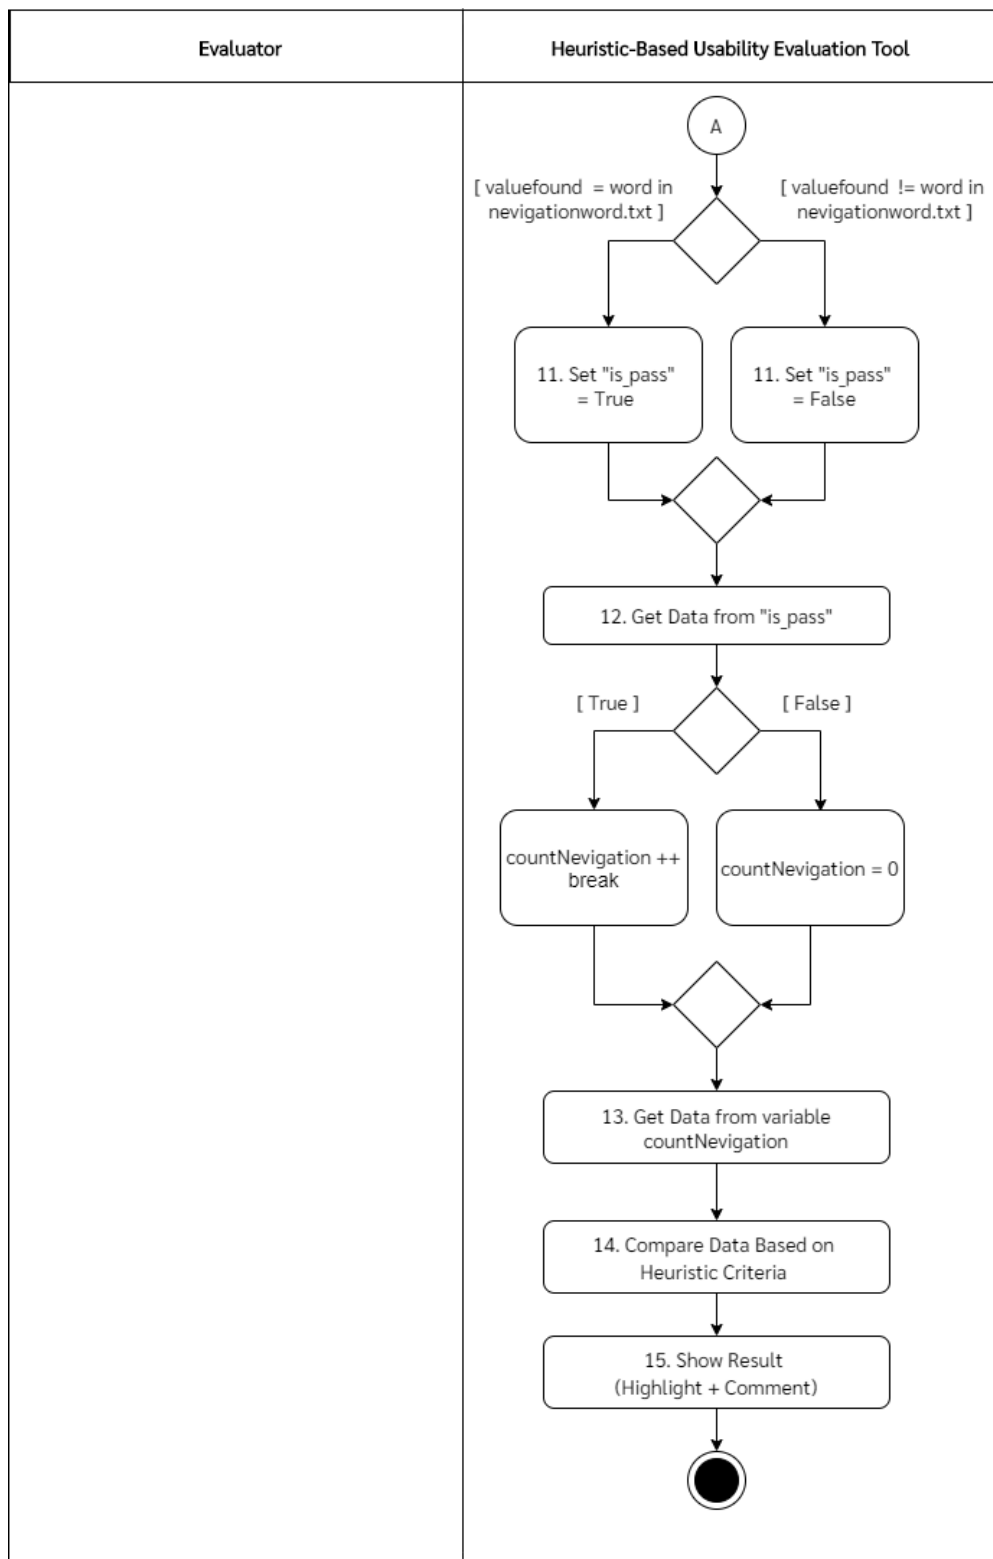 Evaluator
Heuristic-Based Usability Evaluation Tool
A
[ valuefound = word in
nevigationword.txt ]
[ valuefound != word in
nevigationword.txt ]
11. Set "is_pass"
= True
11. Set "is_pass"
= False
12. Get Data from "is_pass"
[ True ]
[ False ]
countNevigation ++
break
countNevigation = 0
13. Get Data from variable
countNevigation
14. Compare Data Based on
Heuristic Criteria
15. Show Result
(Highlight + Comment)